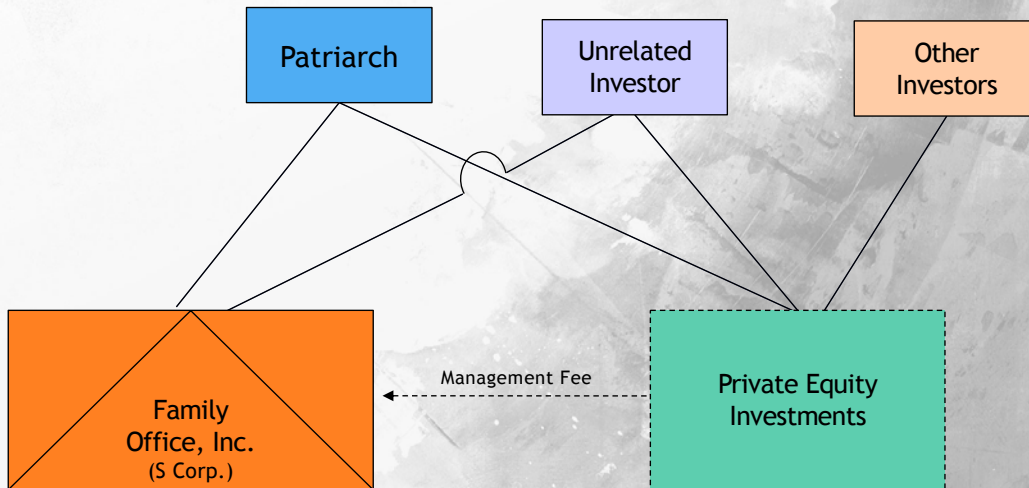 Patriarch
Unrelated
Investor
Other
Investors
Management Fee
Family
Office, Inc.
(S Corp.)
Private Equity
Investments